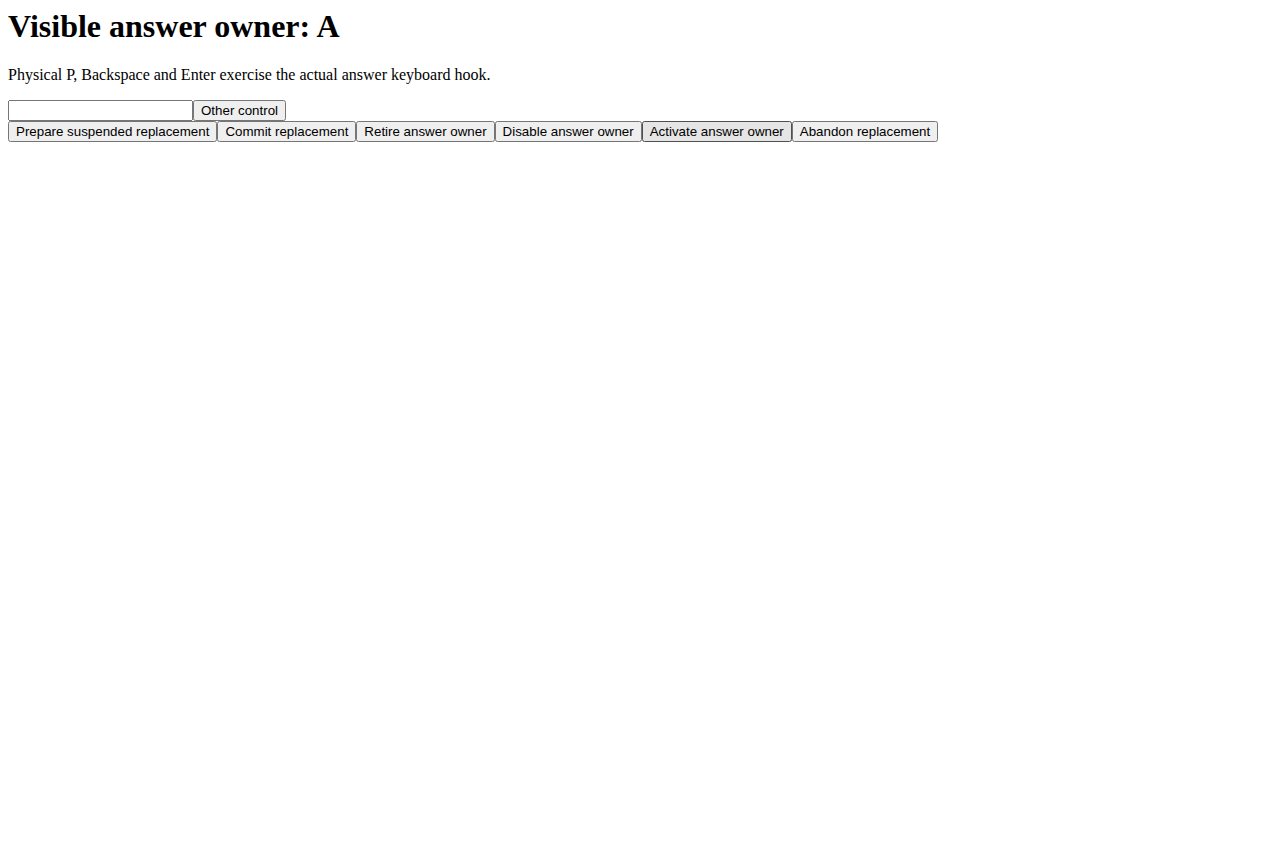 Visible answer owner: A
Physical P, Backspace and Enter exercise the actual answer keyboard hook.
Other control
Prepare suspended replacement Commit replacement Retire answer owner Disable answer owner Activate answer owner Abandon replacement